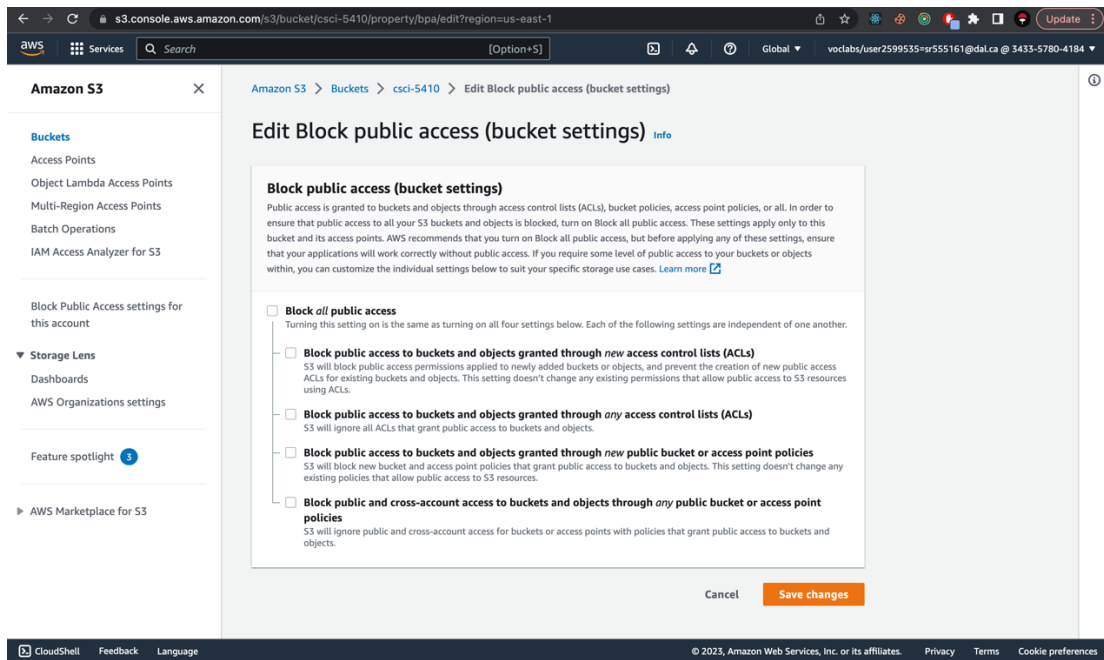 s3.console.aws.amazon.com/s3/bucket/csci-5410/property/bpa/edit?region=us-east-1
Update
aws
Services
Search
[Option+S]
Global
voclabs/user2599535=sr555161@dal.ca @ 3433-5780-4184
Amazon S3
Buckets
Access Points
Object Lambda Access Points
Multi-Region Access Points
Batch Operations
IAM Access Analyzer for S3
Block Public Access settings for
this account
Storage Lens
Dashboards
AWS Organizations settings
Feature spotlight 3
AWS Marketplace for S3
Amazon S3 > Buckets > csci-5410 > Edit Block public access (bucket settings)
Edit Block public access (bucket settings) Info
Block public access (bucket settings)
Public access is granted to buckets and objects through access control lists (ACLs), bucket policies, access point policies, or all. In order to
ensure that public access to all your S3 buckets and objects is blocked, turn on Block all public access. These settings apply only to this
bucket and its access points. AWS recommends that you turn on Block all public access, but before applying any of these settings, ensure
that your applications will work correctly without public access. If you require some level of public access to your buckets or objects
within, you can customize the individual settings below to suit your specific storage use cases. Learn more
Block all public access
Turning this setting on is the same as turning on all four settings below. Each of the following settings are independent of one another.
Block public access to buckets and objects granted through new access control lists (ACLs)
S3 will block public access permissions applied to newly added buckets or objects, and prevent the creation of new public access
ACLs for existing buckets and objects. This setting doesn't change any existing permissions that allow public access to S3 resources
using ACLs.
Block public access to buckets and objects granted through any access control lists (ACLs)
S3 will ignore all ACLs that grant public access to buckets and objects.
Block public access to buckets and objects granted through new public bucket or access point policies
S3 will block new bucket and access point policies that grant public access to buckets and objects. This setting doesn't change any
existing policies that allow public access to S3 resources.
Block public and cross-account access to buckets and objects through any public bucket or access point
policies
S3 will ignore public and cross-account access for buckets or access points with policies that grant public access to buckets and
objects.
Cancel
Save changes
CloudShell
Feedback
Language
© 2023, Amazon Web Services, Inc. or its affiliates.
Privacy
Terms
Cookie preferences